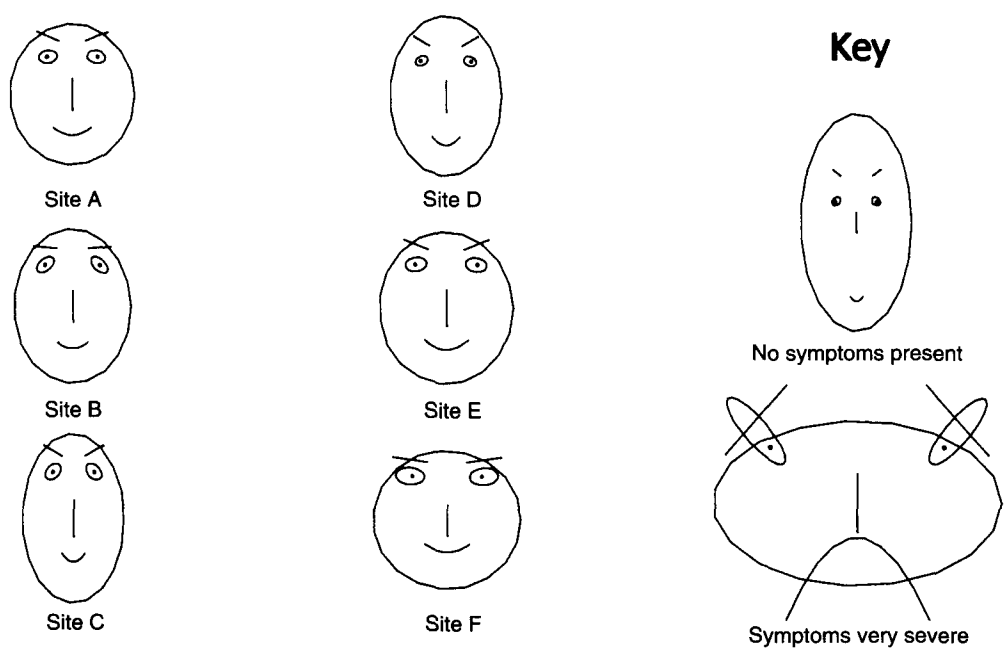 Key
Site A
Site D
No symptoms present
Site B
Site E
Site C
Site F
Symptoms very severe